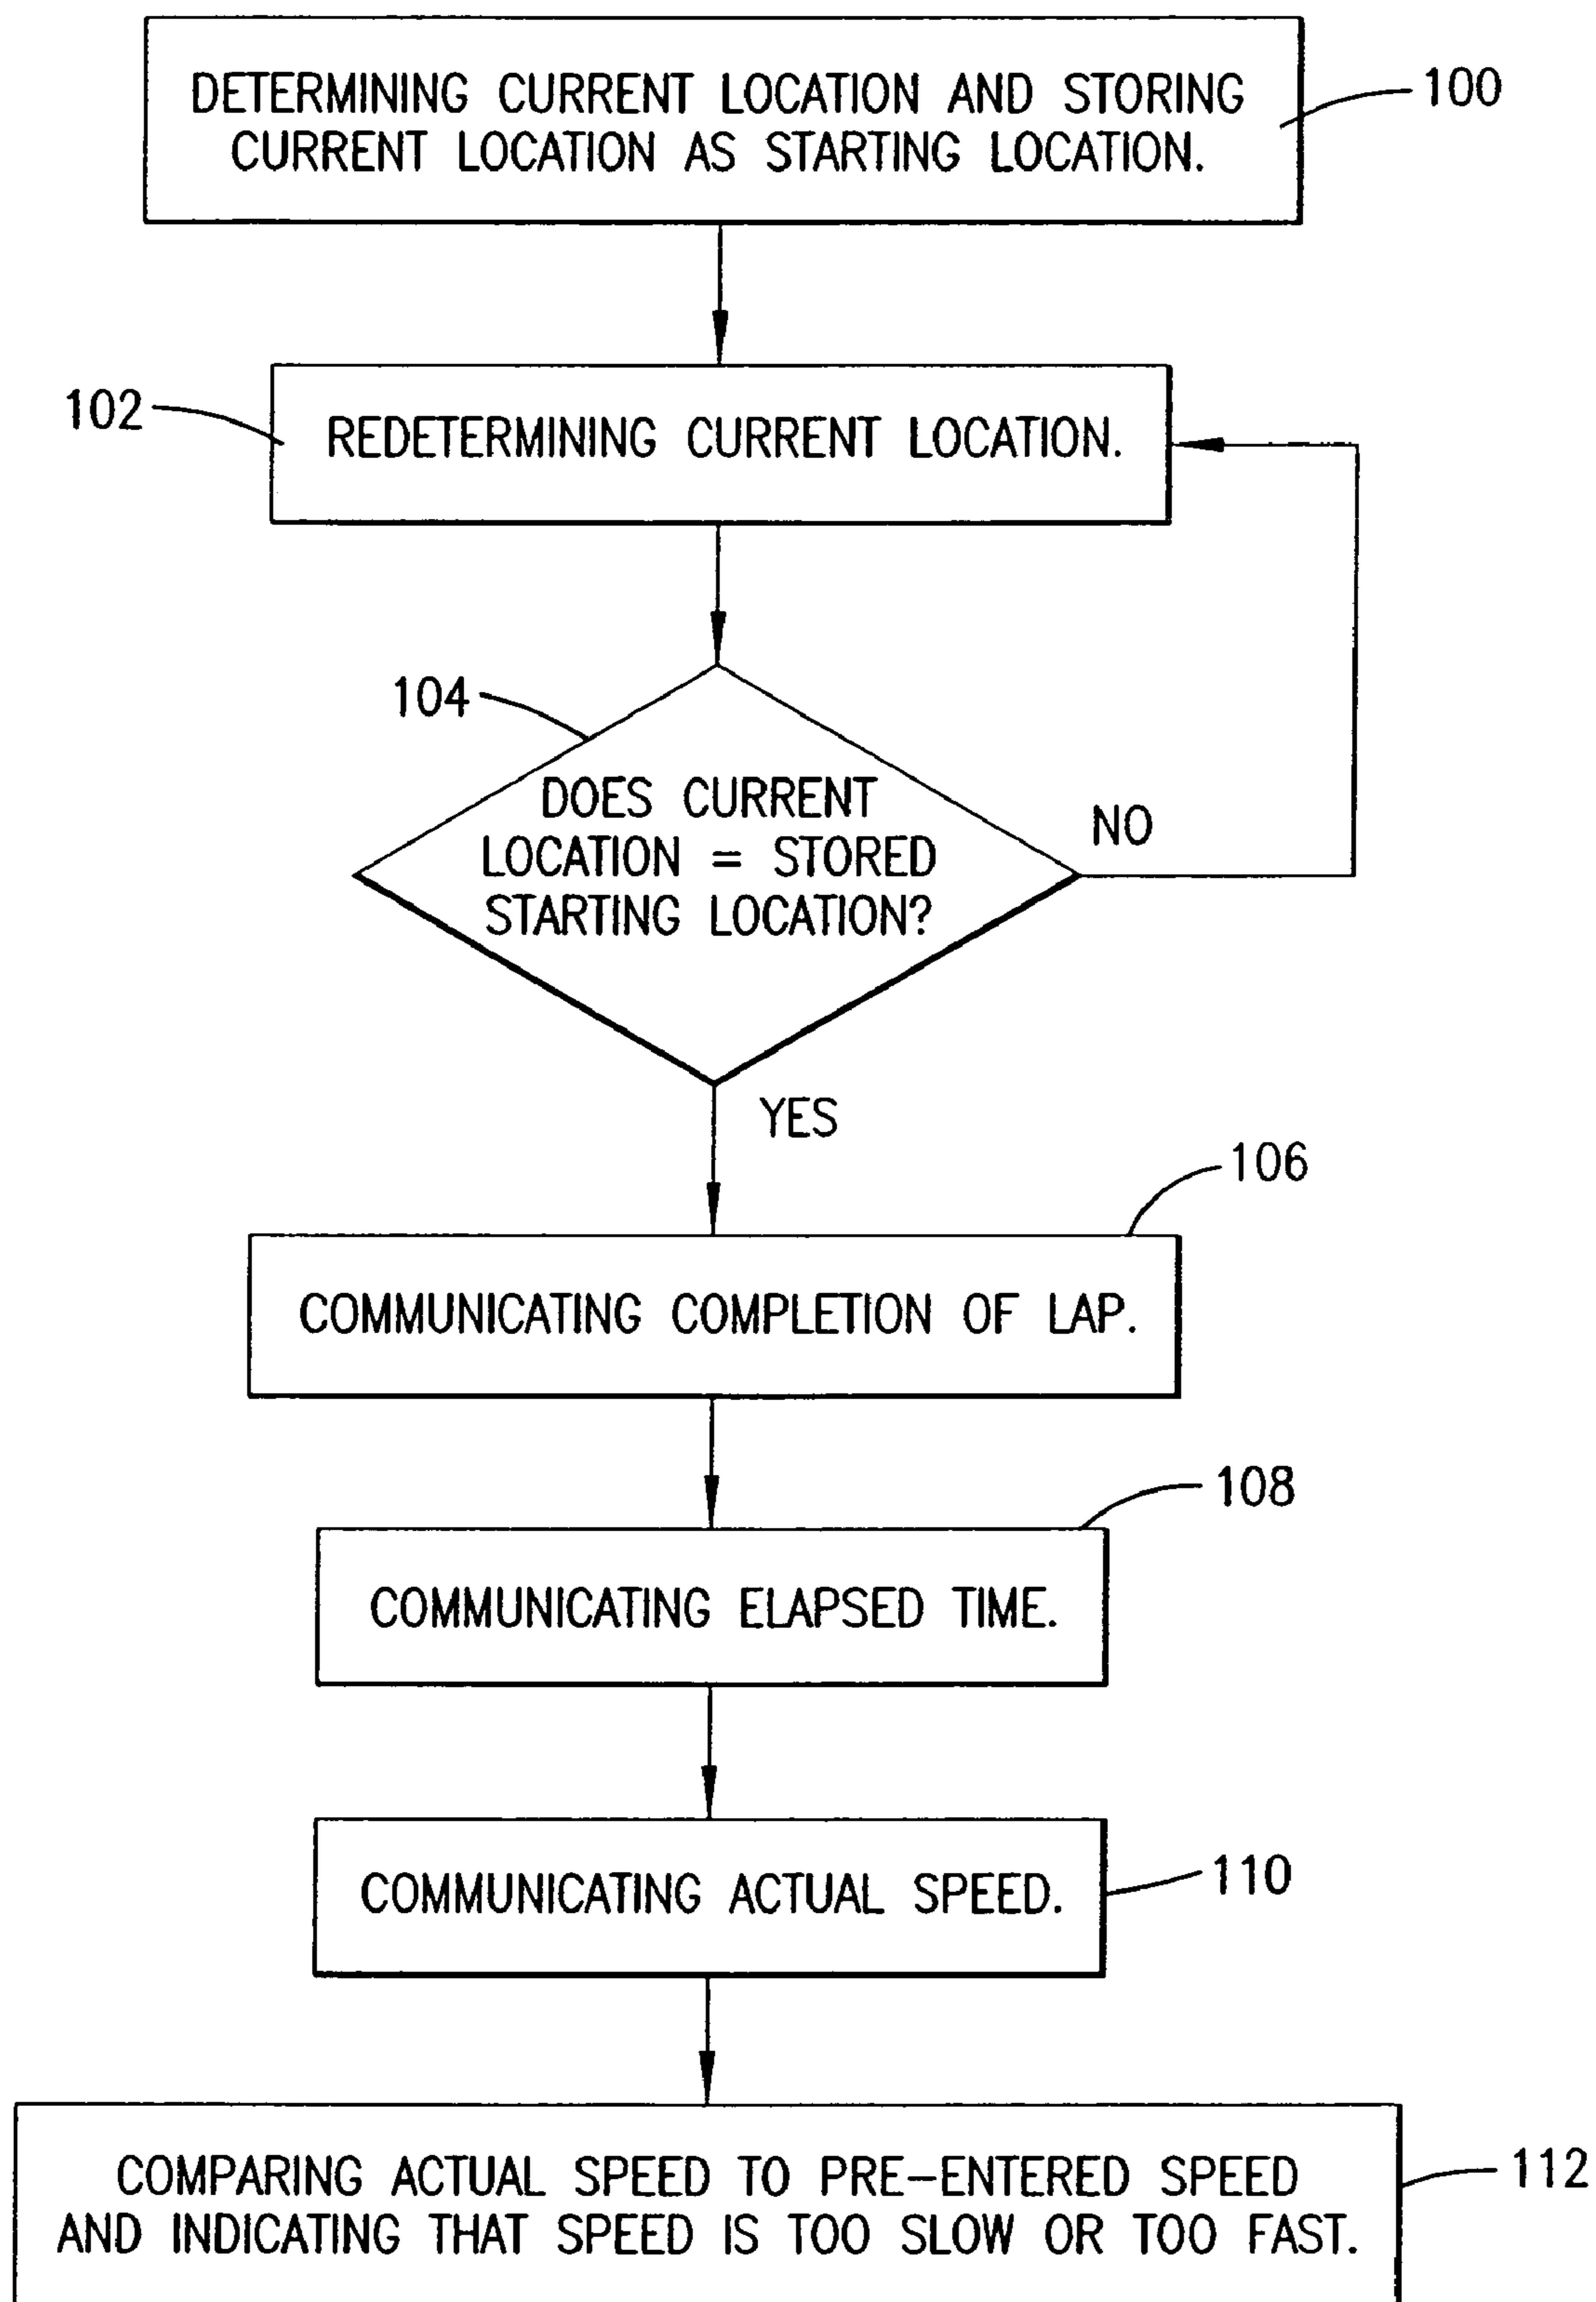 DETERMINING CURRENT LOCATION AND STORING
CURRENT LOCATION AS STARTING LOCATION.
100
102
REDETERMINING CURRENT LOCATION.
104
DOES CURRENT
LOCATION = STORED
STARTING LOCATION?
NO
YES
106
COMMUNICATING COMPLETION OF LAP.
108
COMMUNICATING ELAPSED TIME.
COMMUNICATING ACTUAL SPEED.
110
COMPARING ACTUAL SPEED TO PRE-ENTERED SPEED
AND INDICATING THAT SPEED IS TOO SLOW OR TOO FAST.
112